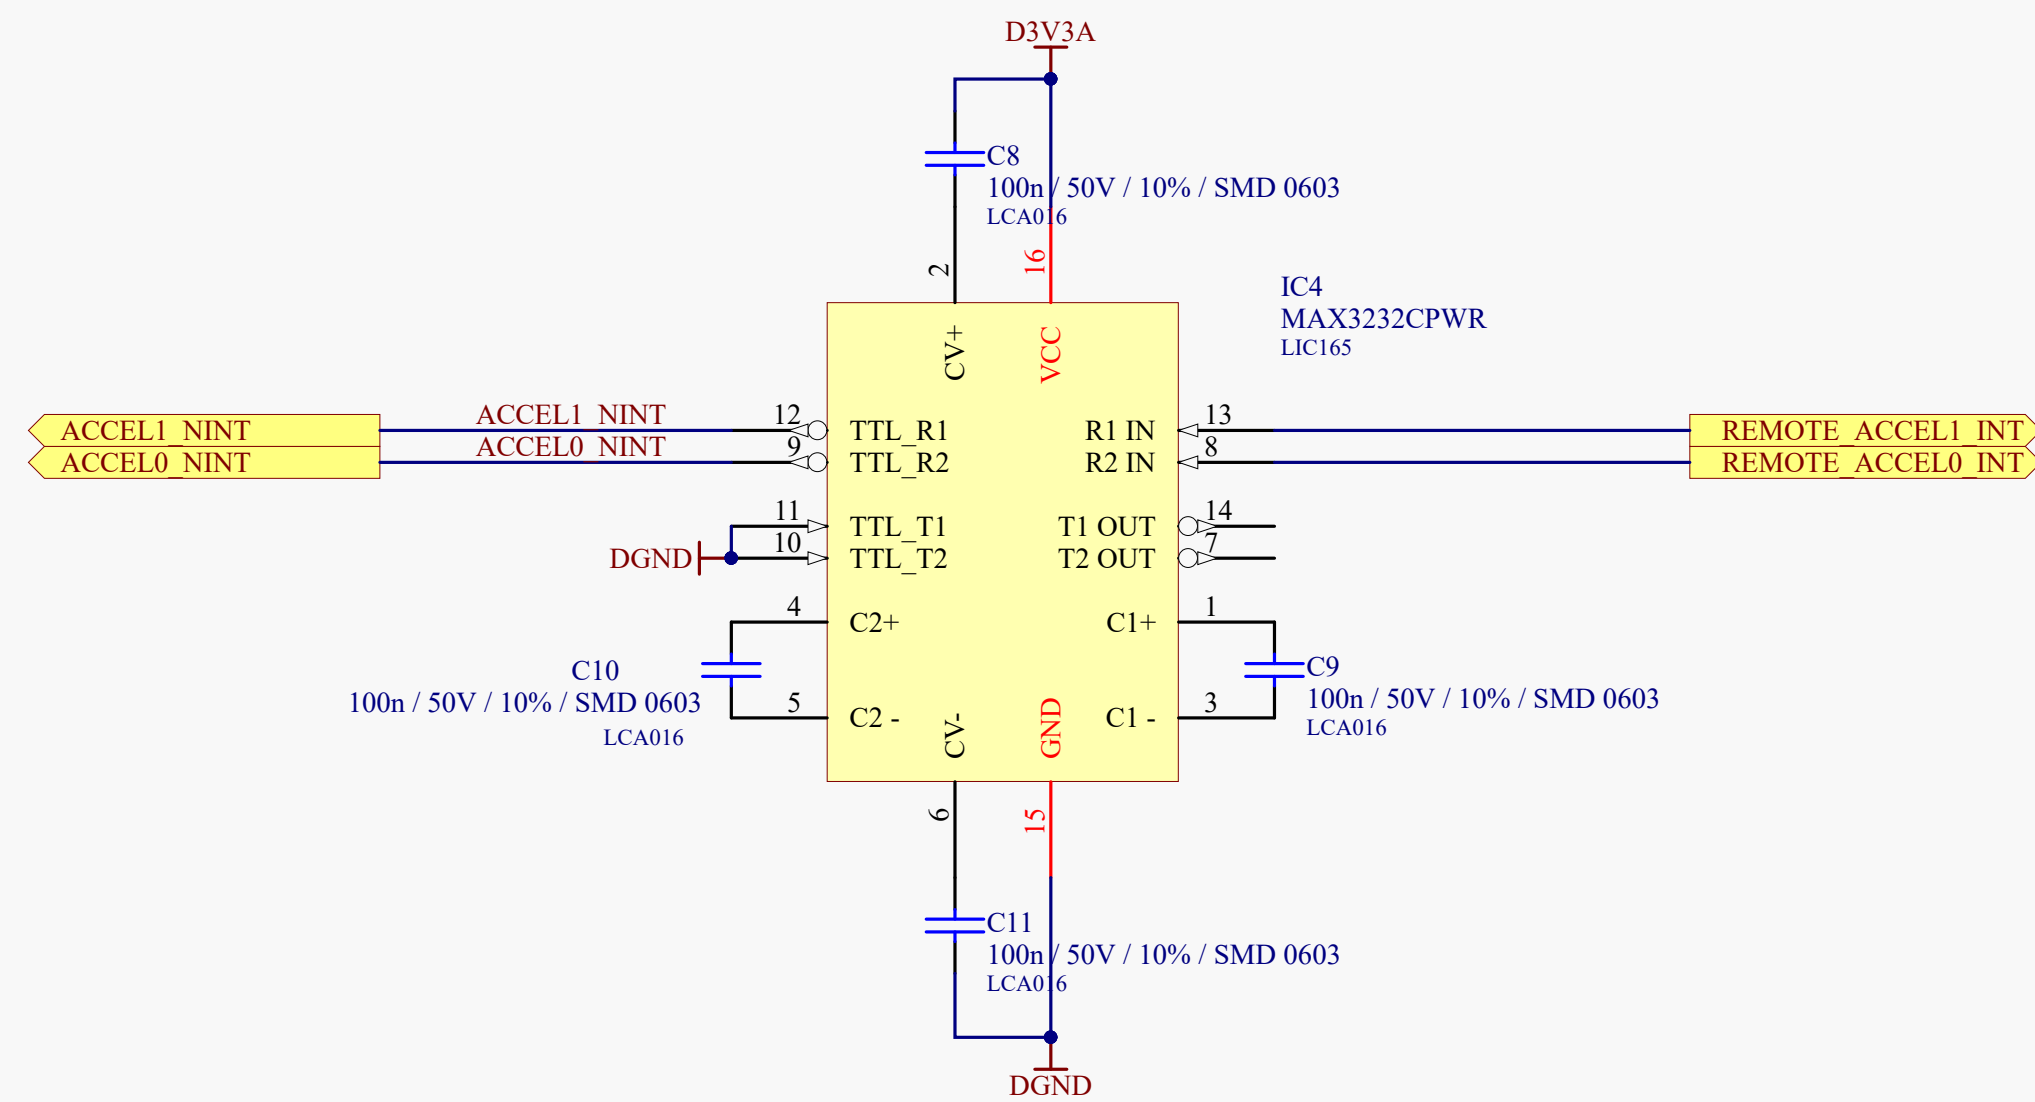 D3V3A
C8
100n / 50V / 10% / SMD 0603
LCA016
2
16
IC4
MAX3232CPWR
LIC165
CV+
VCC
ACCEL1_NINT
ACCEL1_NINT
12
TTL_R1
R1 IN
13
REMOTE_ACCEL1_INT
ACCEL0_NINT
ACCEL0_NINT
9
TTL_R2
R2 IN
8
REMOTE_ACCEL0_INT
11
TTL_T1
T1 OUT
14
DGND
10
TTL_T2
T2 OUT
7
4
C2+
C1+
1
C10
100n / 50V / 10% / SMD 0603
LCA016
C9
100n / 50V / 10% / SMD 0603
LCA016
5
C2 -
CV-
GND
C1 -
3
6
15
C11
100n / 50V / 10% / SMD 0603
LCA016
DGND